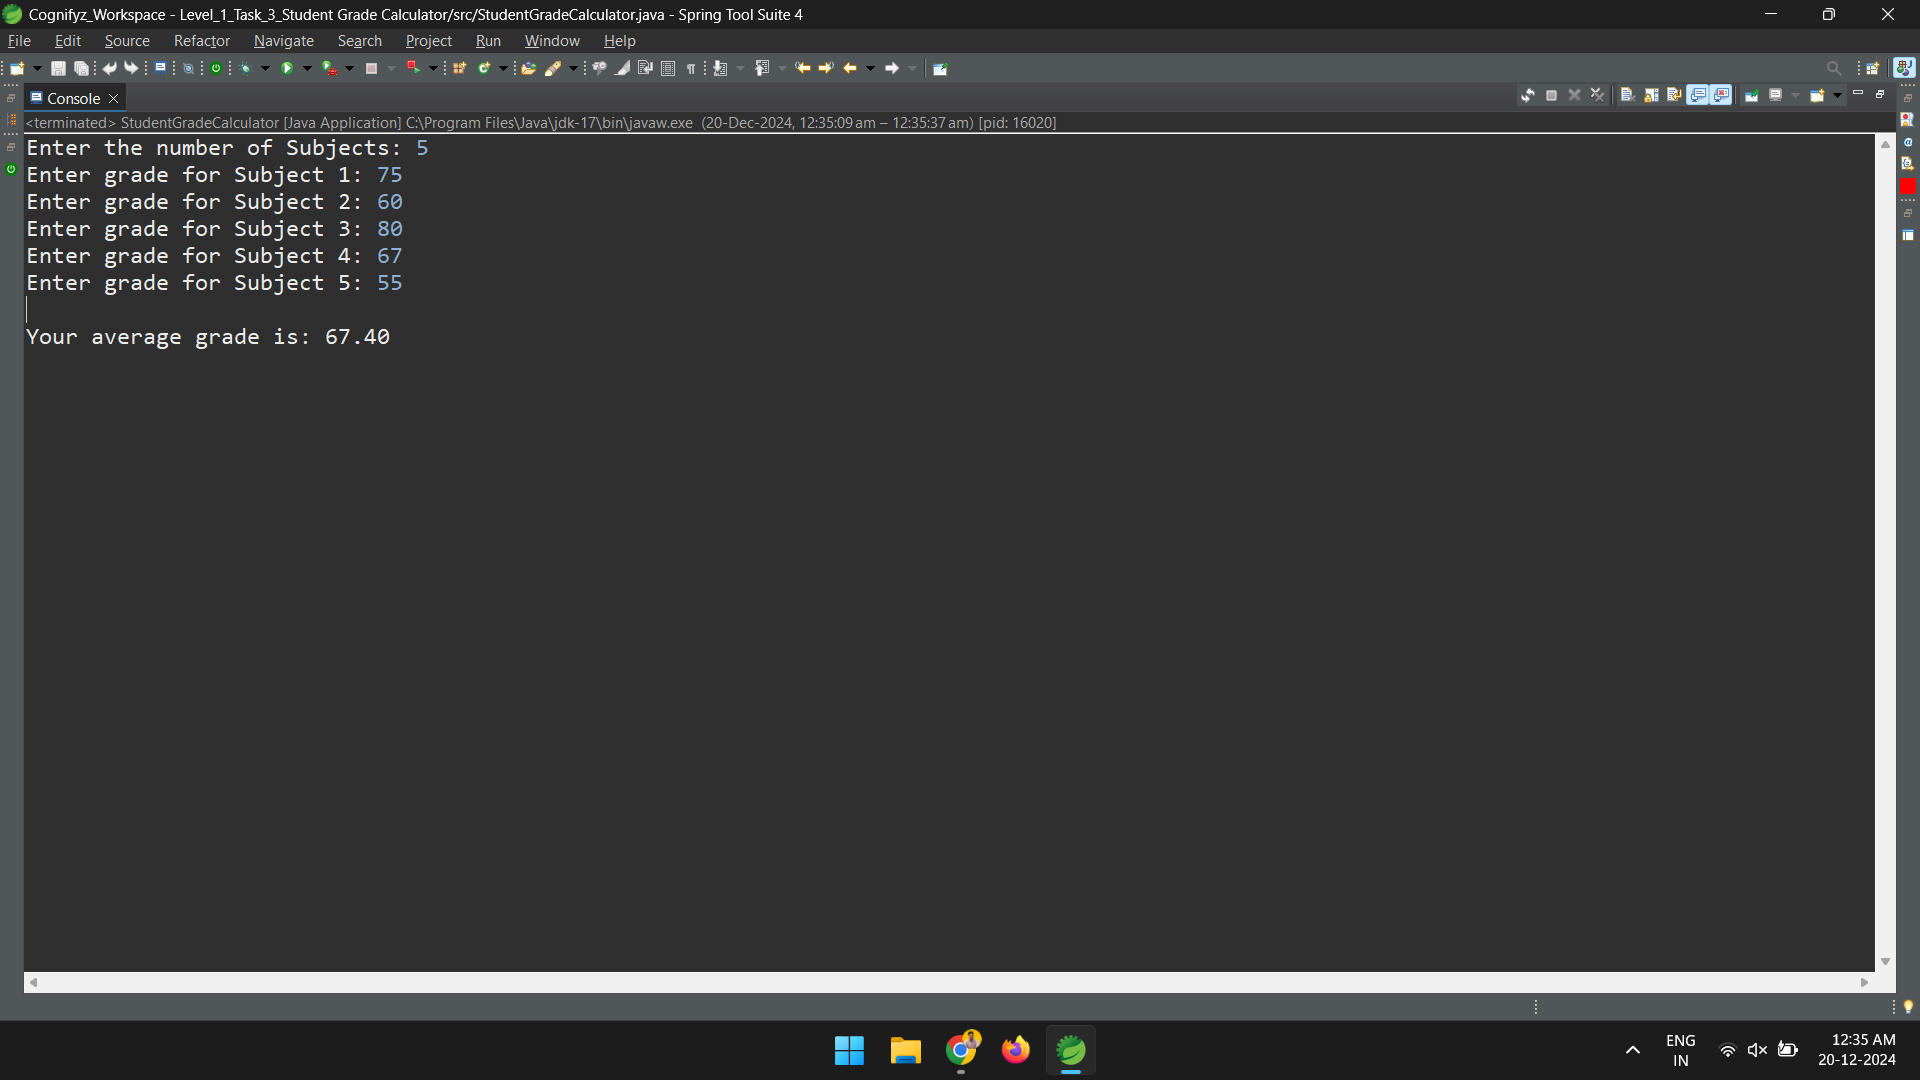 Cognifyz_Workspace - Level_1_Task_3_Student Grade Calculator/src/StudentGradeCalculator.java - Spring Tool Suite 4
File Edit Source Refactor Navigate Search Project Run Window Help
Console
<terminated> StudentGradeCalculator [Java Application] C:\Program Files\Java\jdk-17\bin\javaw.exe (20-Dec-2024, 12:35:09 am – 12:35:37 am) [pid: 16020]
Enter the number of Subjects: 5
Enter grade for Subject 1: 75
Enter grade for Subject 2: 60
Enter grade for Subject 3: 80
Enter grade for Subject 4: 67
Enter grade for Subject 5: 55
Your average grade is: 67.40
ENG
IN
12:35 AM
20-12-2024